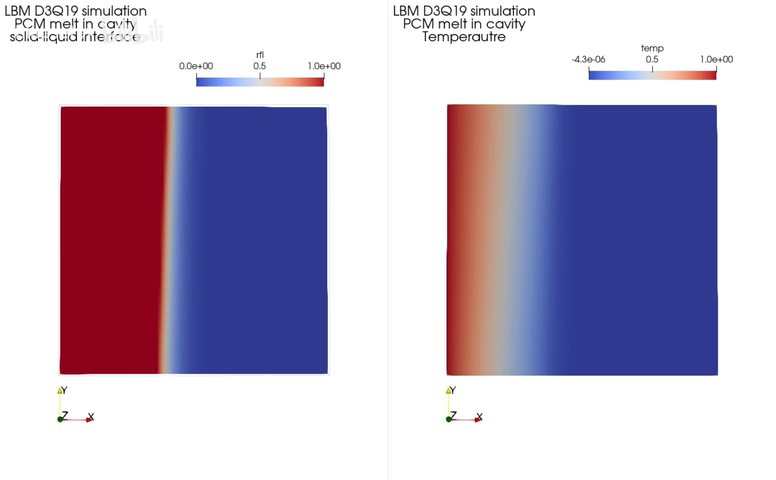 LBM D3Q19 simulation
PCM melt in cavity
solid-liquid interface
rfl
0.0e+00 0.5 1.0e+00
Y
Z X
LBM D3Q19 simulation
PCM melt in cavity
Temperautre
temp
-4.3e-06 0.5 1.0e+00
Y
Z X